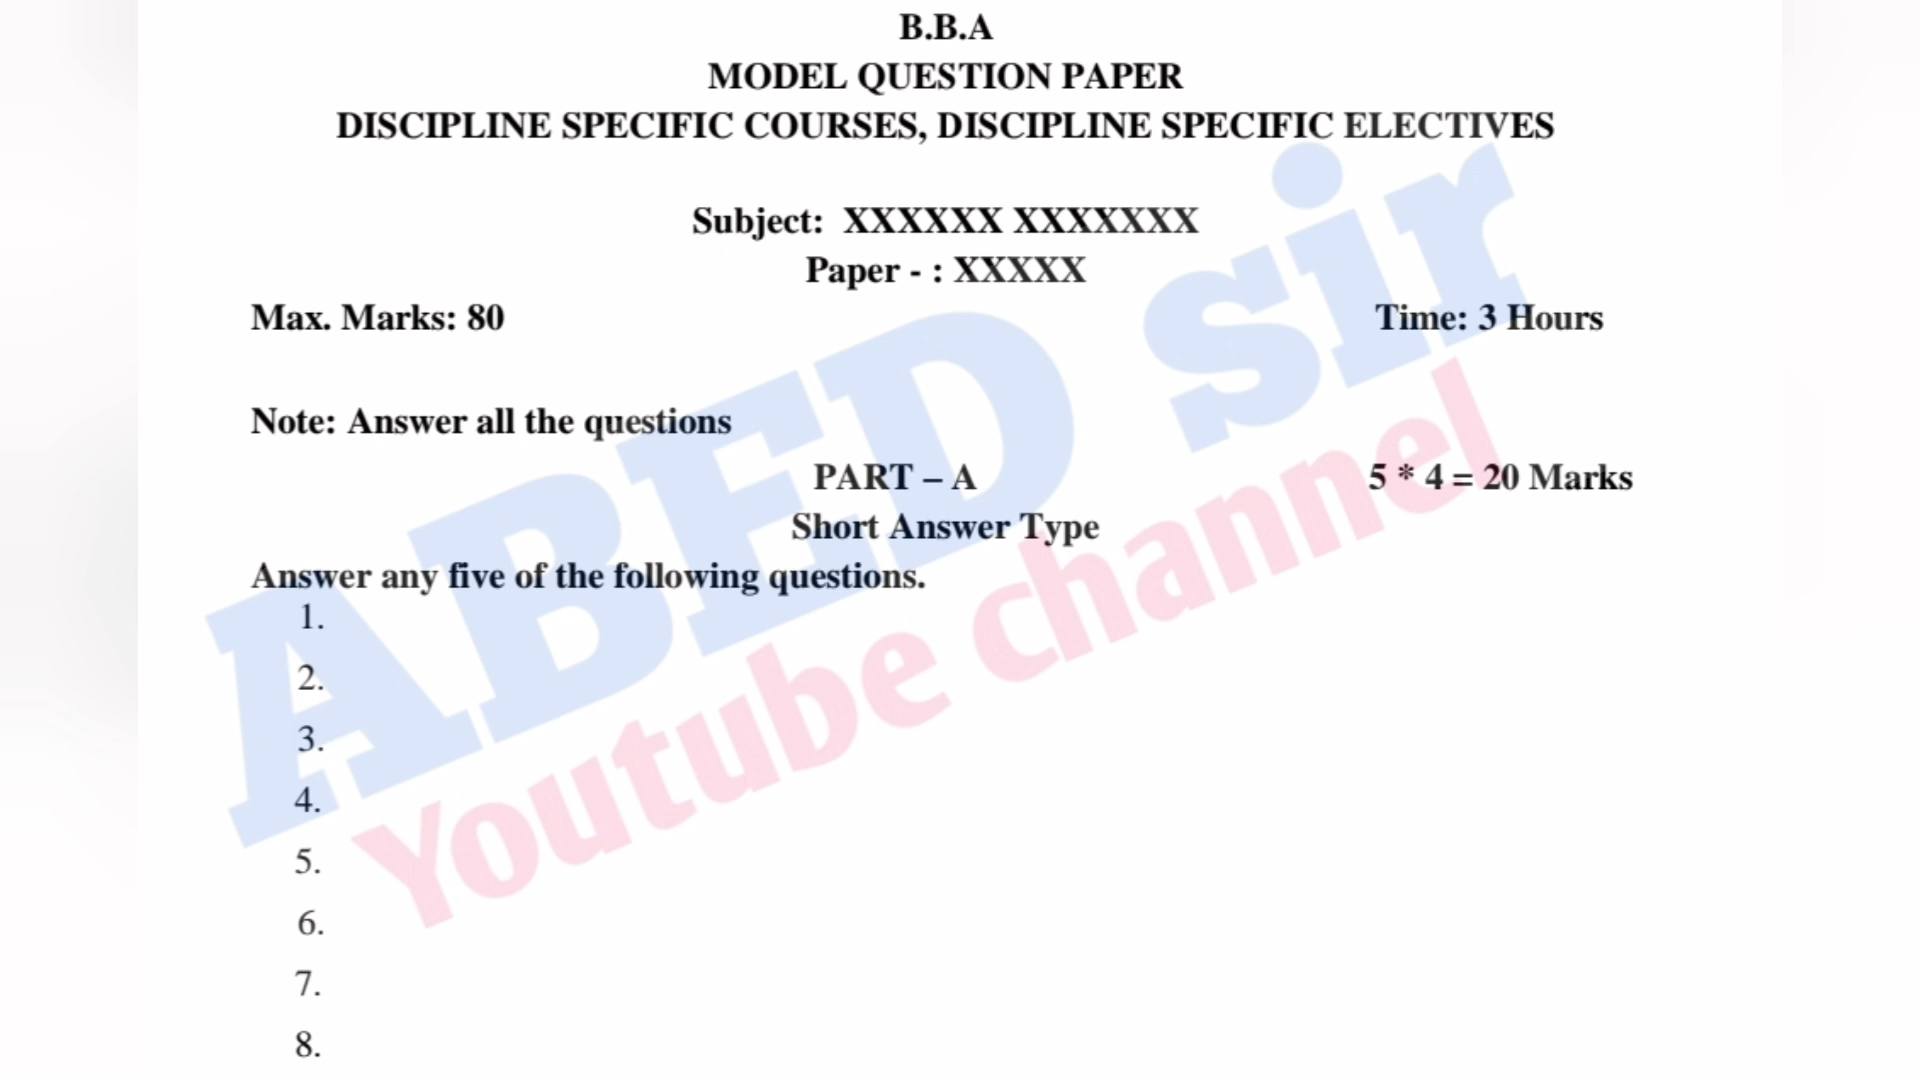 B.B.A
MODEL QUESTION PAPER
DISCIPLINE SPECIFIC COURSES, DISCIPLINE SPECIFIC ELECTIVES
Subject: XXXXXX XXXXXXX
Paper - : XXXXX
Max. Marks: 80 Time: 3 Hours
Note: Answer all the questions
PART – A 5 * 4 = 20 Marks
Short Answer Type
Answer any five of the following questions.
1.
2.
3.
4.
5.
6.
7.
8.
ABED sir
Youtube channel